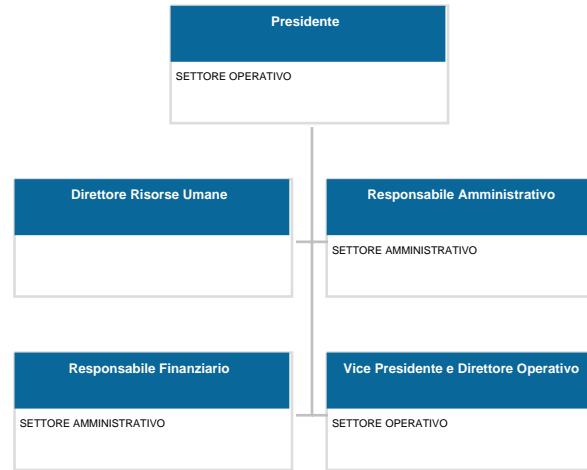 Presidente
SETTORE OPERATIVO
Direttore Risorse Umane
Responsabile Amministrativo
SETTORE AMMINISTRATIVO
Responsabile Finanziario
Vice Presidente e Direttore Operativo
SETTORE AMMINISTRATIVO
SETTORE OPERATIVO